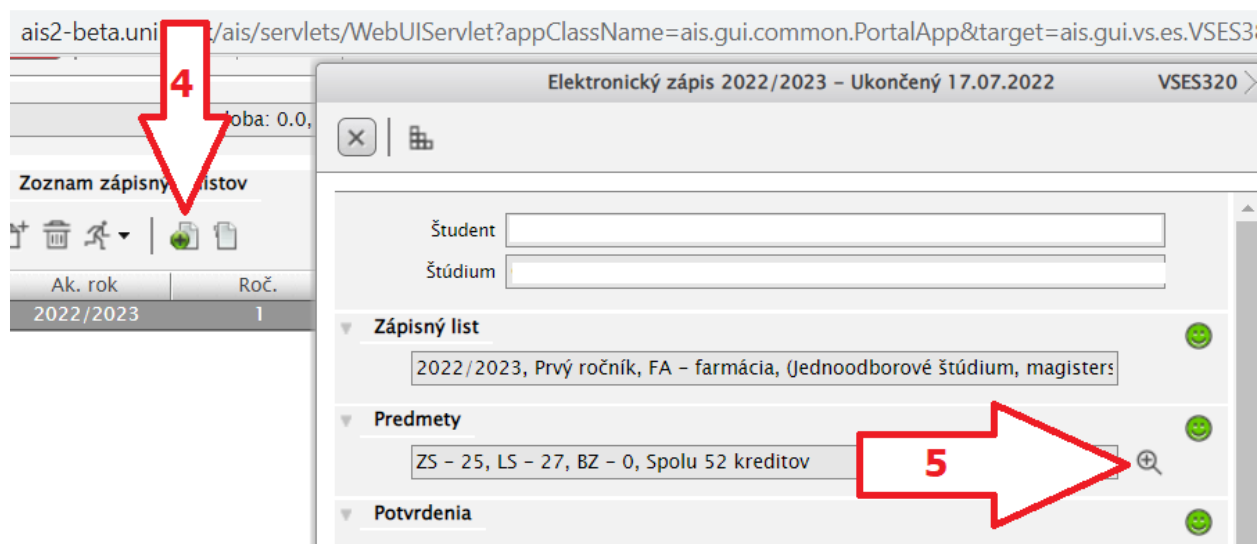 ais2-beta.uni /ais/servlets/WebUIServlet?appClassName=ais.gui.common.PortalApp&target=ais.gui.vs.es.VSES3
4
Elektronický zápis 2022/2023 – Ukončený 17.07.2022 VSES320
doba: 0.0,
Zoznam zápisný listov
Študent
Štúdium
Ak. rok Roč.
2022/2023 1
Zápisný list
2022/2023, Prvý ročník, FA – farmácia, (Jednoodborové štúdium, magisters
Predmety
ZS – 25, LS – 27, BZ – 0, Spolu 52 kreditov
5
Potvrdenia